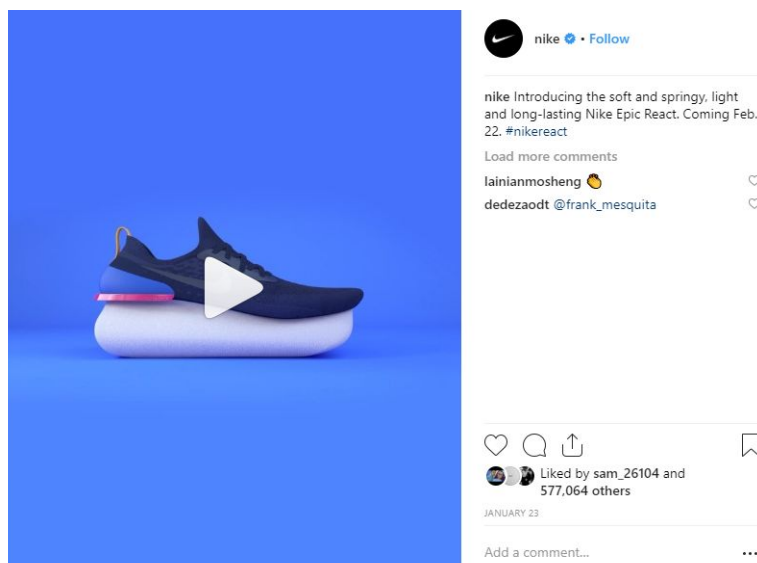 nike • Follow
nike Introducing the soft and springy, light
and long-lasting Nike Epic React. Coming Feb.
22. #nikereact
Load more comments
lainianmosheng 👏
dedezaodt @frank_mesquita
Liked by sam_26104 and
577,064 others
JANUARY 23
Add a comment...